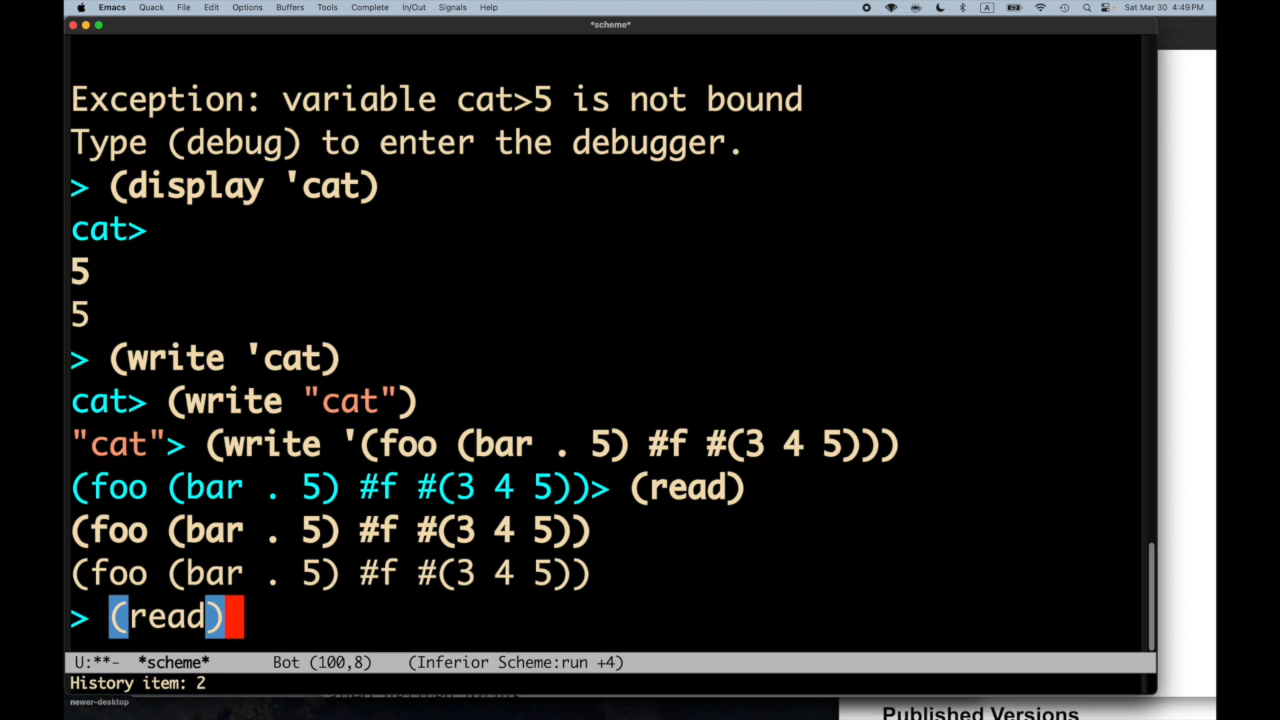 Emacs Quack File Edit Options Buffers Tools Complete In/Out Signals Help A Sat Mar 30 4:49 PM
*scheme*
Exception: variable cat>5 is not bound
Type (debug) to enter the debugger.
> (display 'cat)
cat>
5
5
> (write 'cat)
cat> (write "cat")
"cat"> (write '(foo (bar . 5) #f #(3 4 5)))
(foo (bar . 5) #f #(3 4 5))> (read)
(foo (bar . 5) #f #(3 4 5))
(foo (bar . 5) #f #(3 4 5))
> (read)
U:**- *scheme* Bot (100,8) (Inferior Scheme:run +4)
History item: 2
newer-desktop
Published Versions